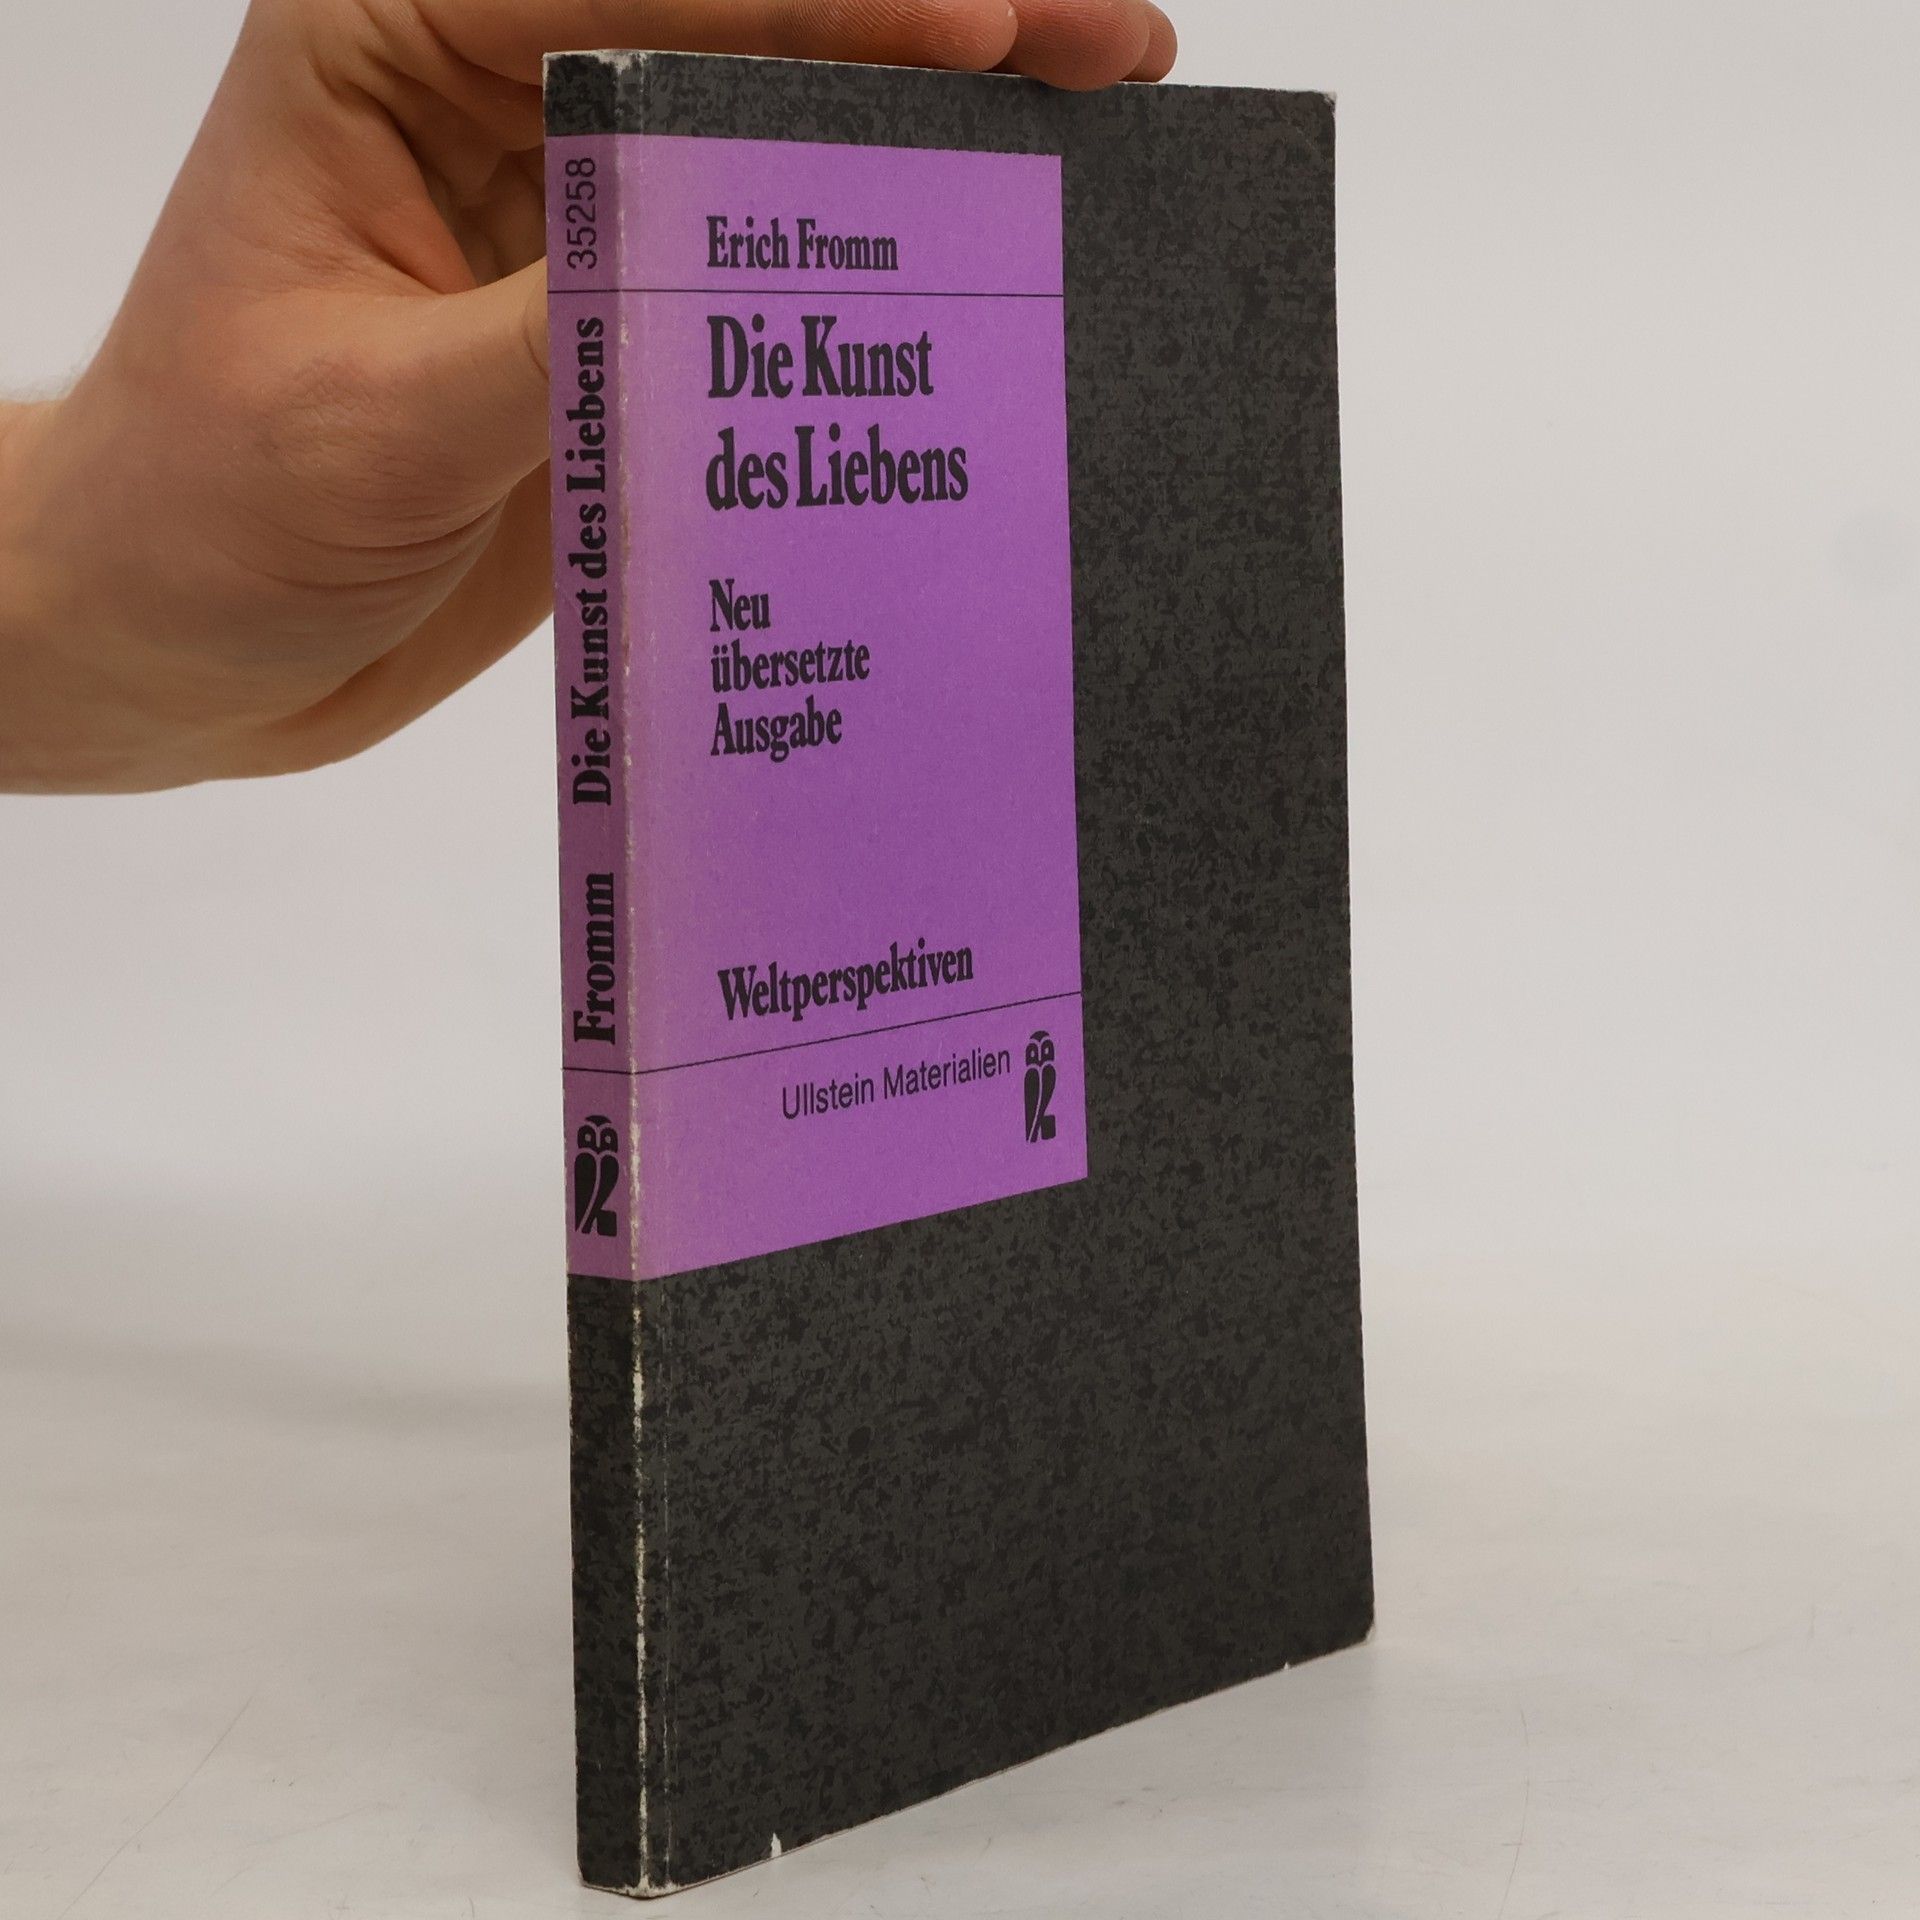 35258
Fromm Die Kunst des Liebens
Erich Fromm
Die Kunst
des Liebens
Neu
übersetzte
Ausgabe
Weltperspektiven
Ullstein Materialien